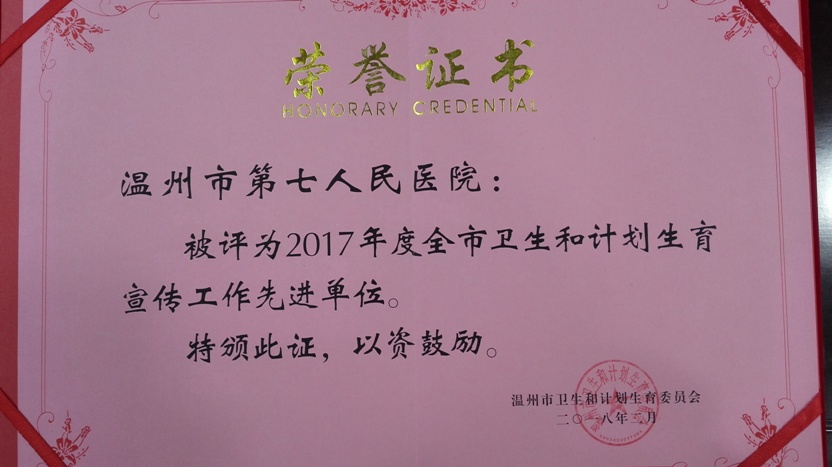 荣誉证书
HONORARY CREDENTIAL
温州市第七人民医院：
被评为2017年度全市卫生和计划生育
宣传工作先进单位。
特颁此证，以资鼓励。
温州市卫生和计划生育委员会
二〇一八年三月